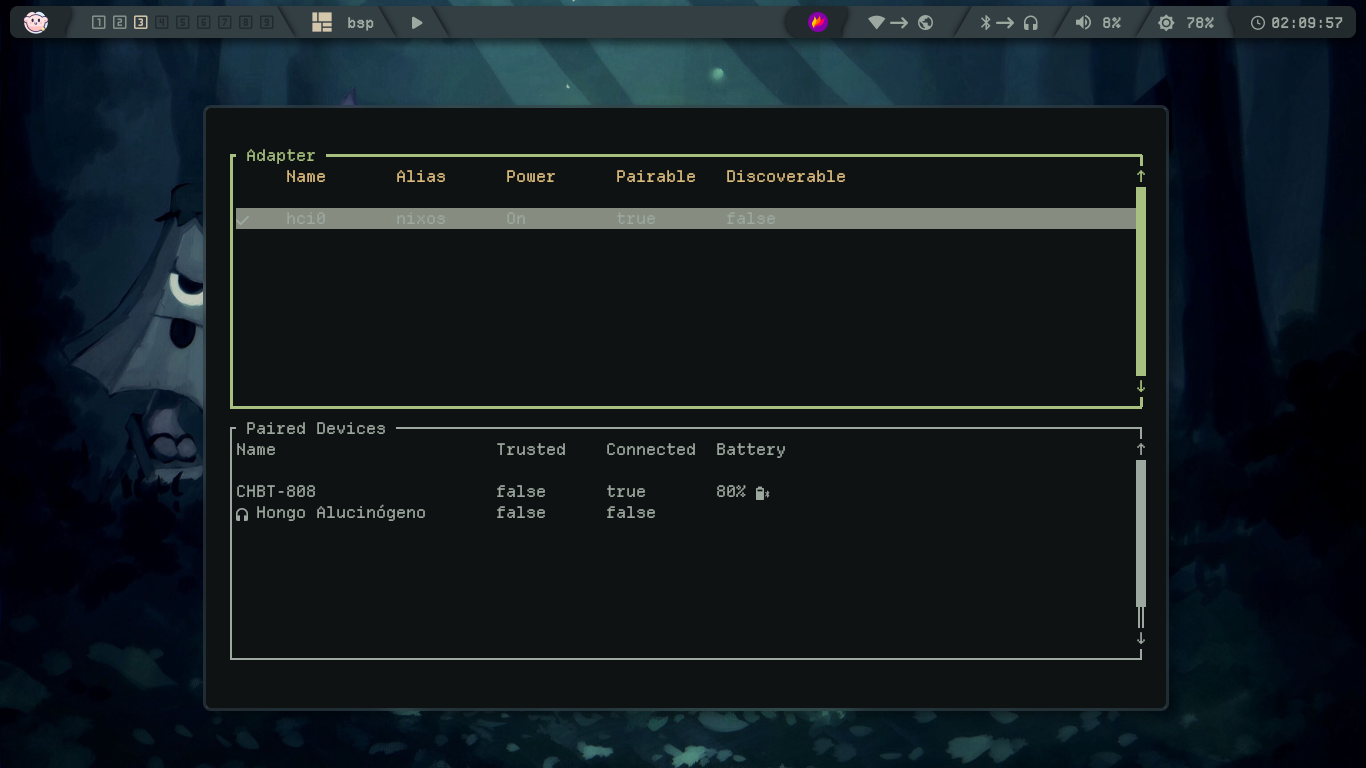 1 2 3 4 5 6 7 8 9 bsp 8% 78% 02:09:57
Adapter
Name Alias Power Pairable Discoverable
hci0 nixos On true false
Paired Devices
Name Trusted Connected Battery
CHBT-808 false true 80%
Hongo Alucinógeno false false